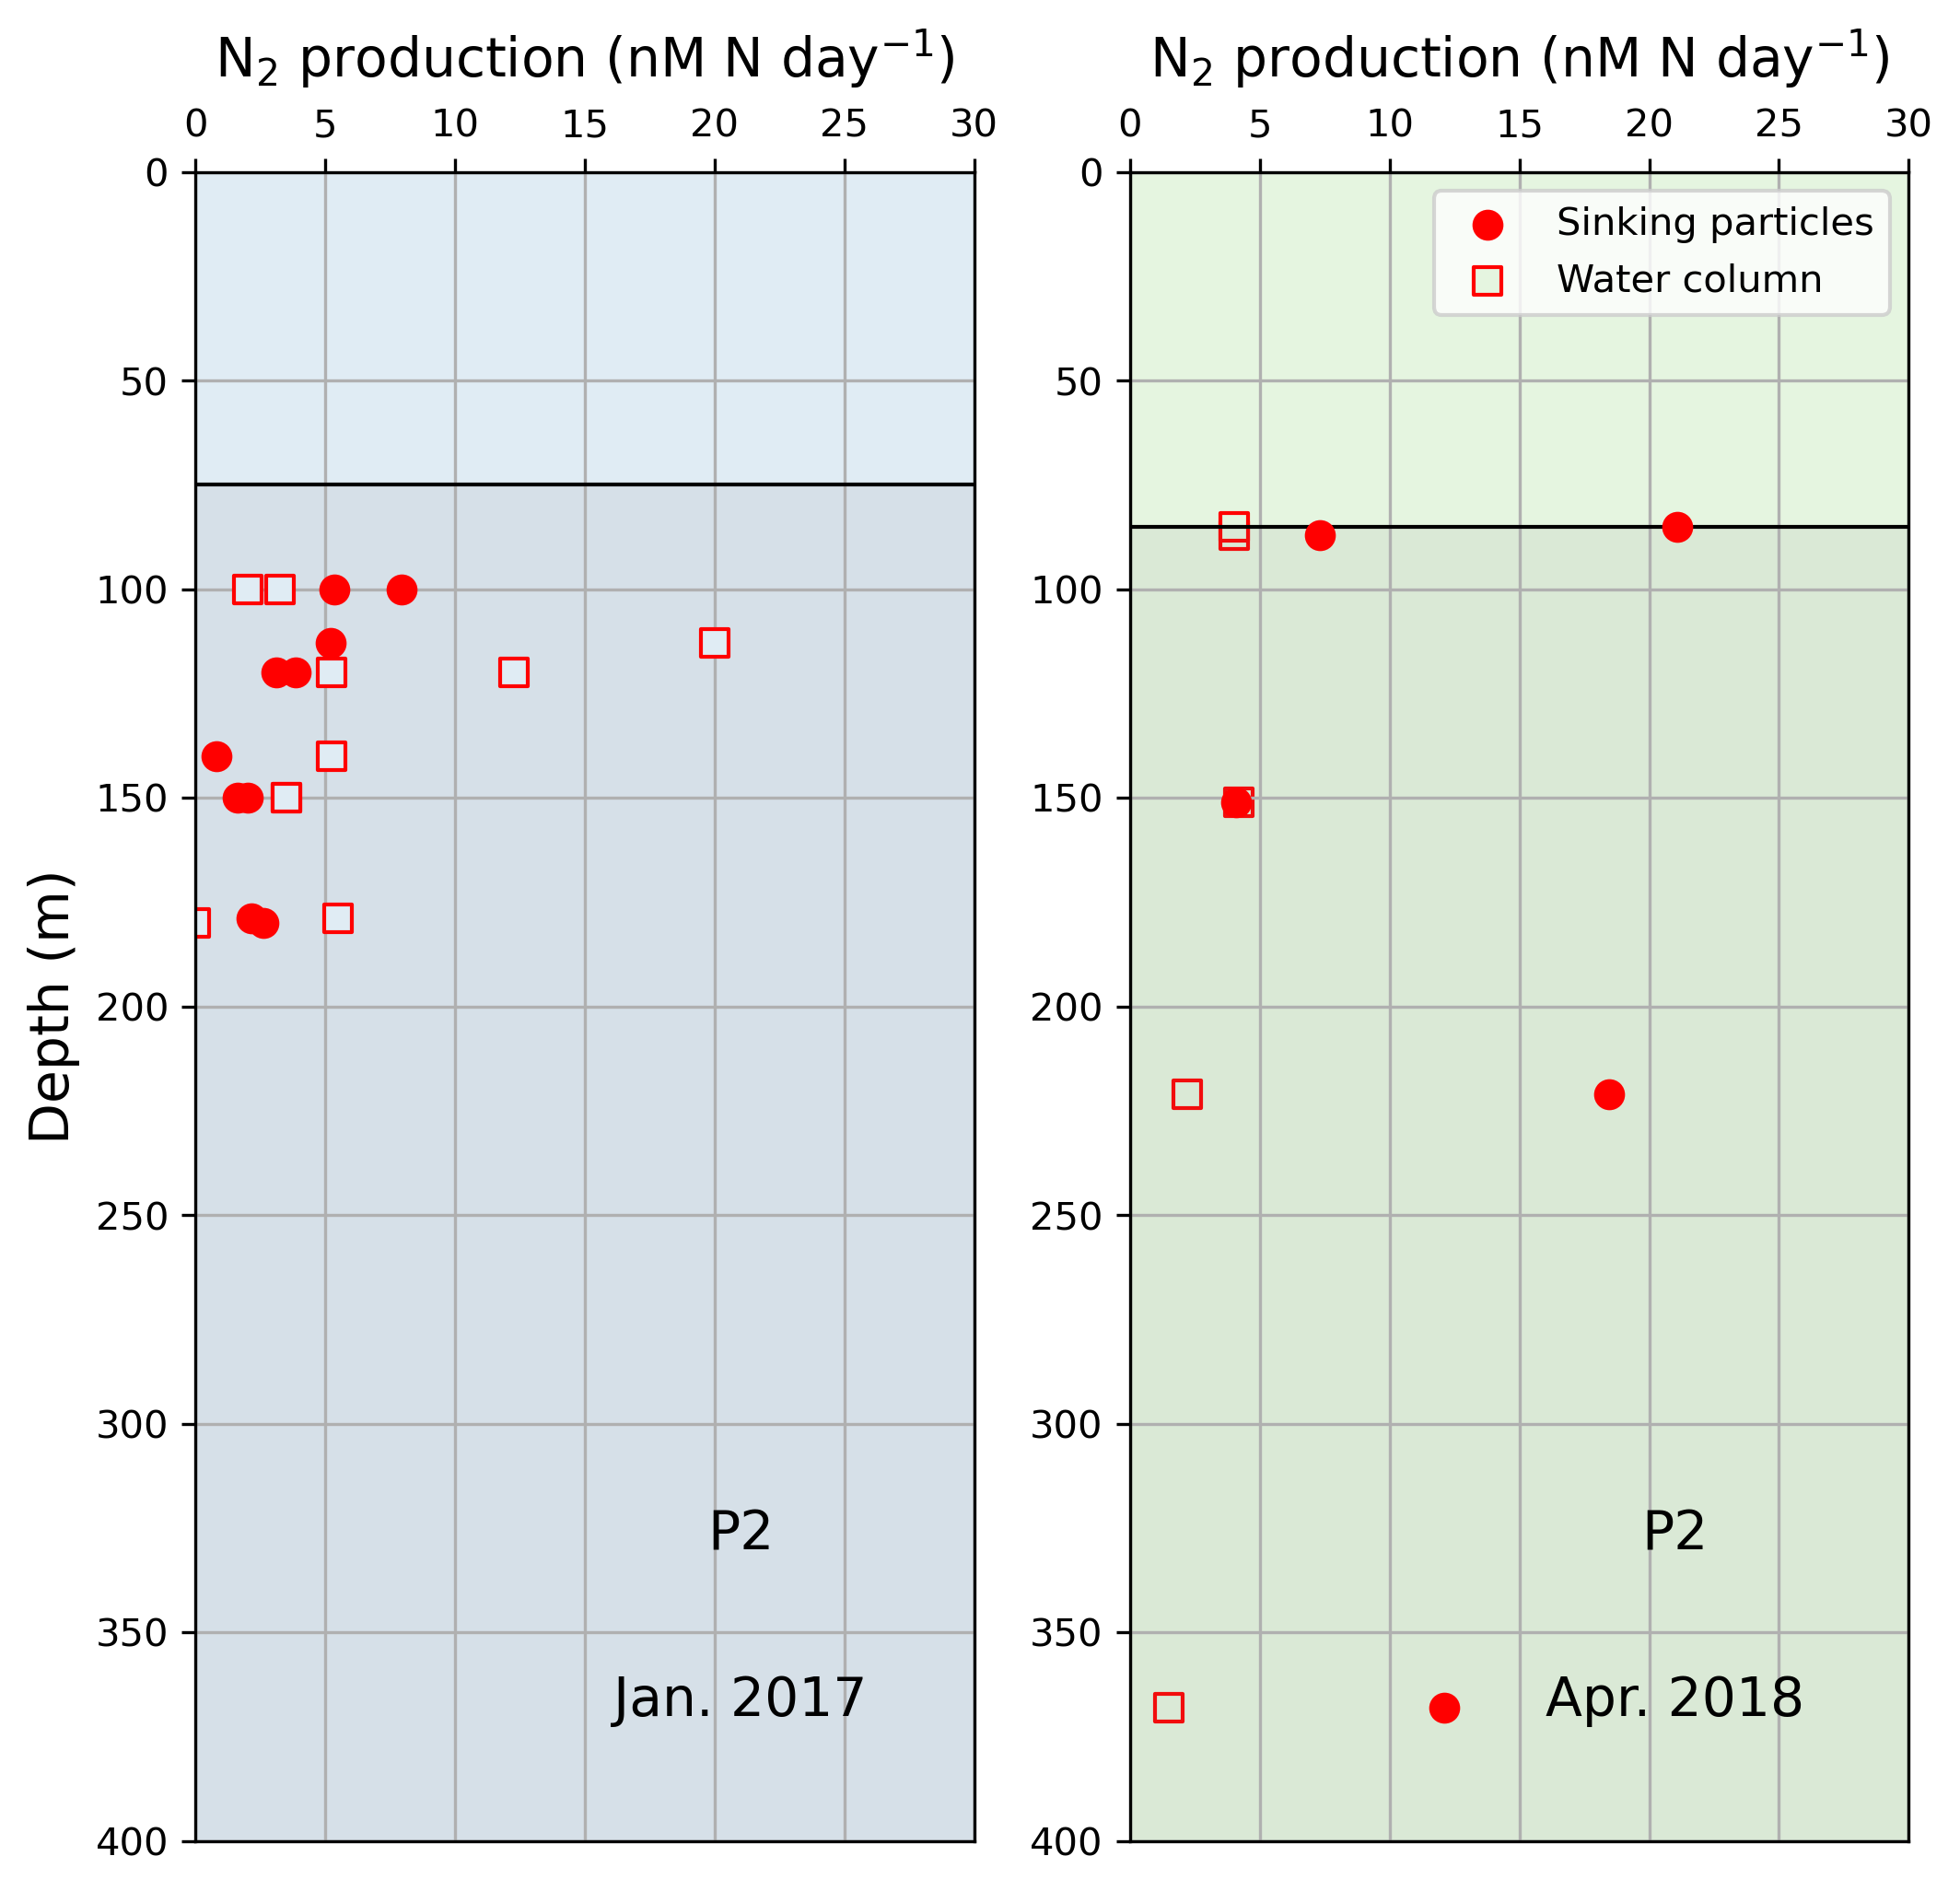 N₂ production (nM N day⁻¹)
0 5 10 15 20 25 30
0
50
100
150
200
250
300
350
400
Depth (m)
P2
Jan. 2017
N₂ production (nM N day⁻¹)
0 5 10 15 20 25 30
0
50
100
150
200
250
300
350
400
Sinking particles
Water column
P2
Apr. 2018